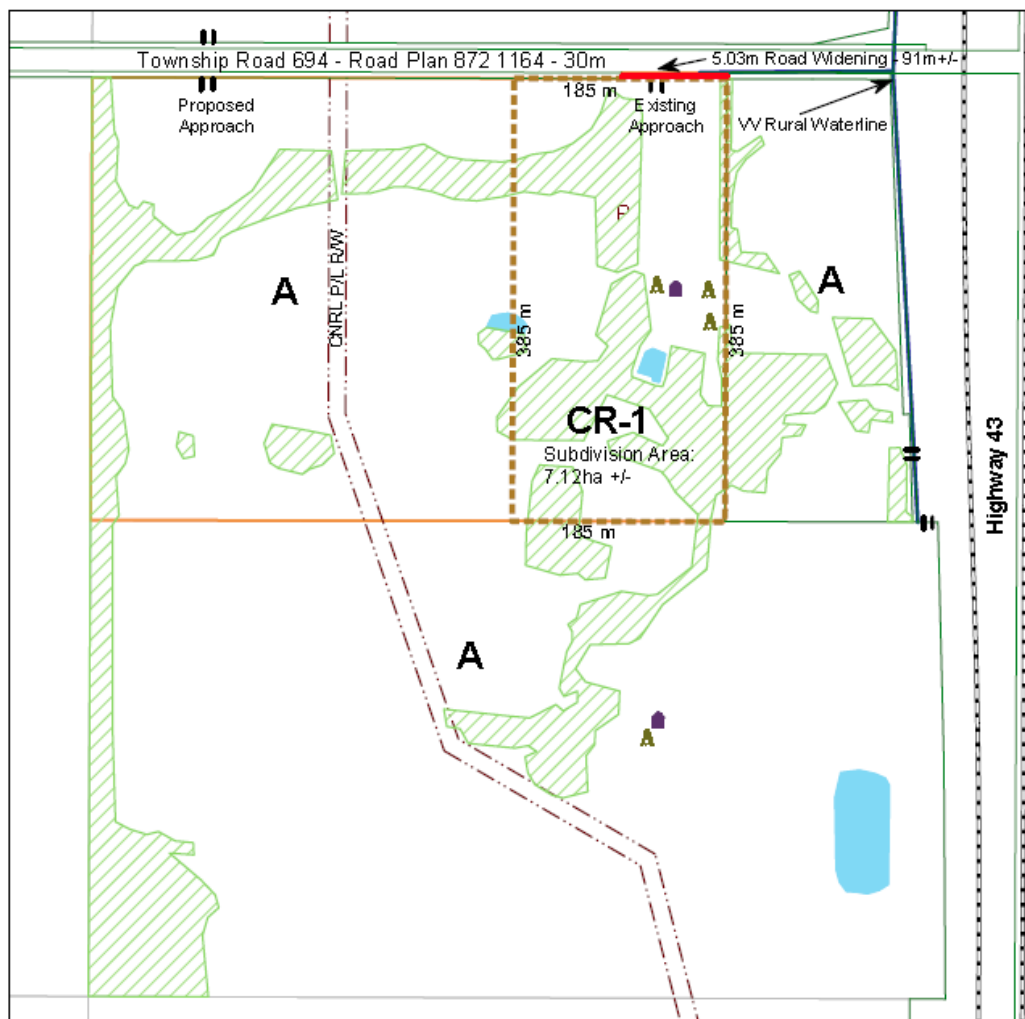 Township Road 694 - Road Plan 872 1164 - 30m
5.03m Road Widening - 91m+/-
185 m
Proposed
Approach
Existing
Approach
W Rural Waterline
P
A
CNRL P/L R/W
A
385 m
385 m
CR-1
Subdivision Area:
7.12ha +/-
Highway 43
185 m
A